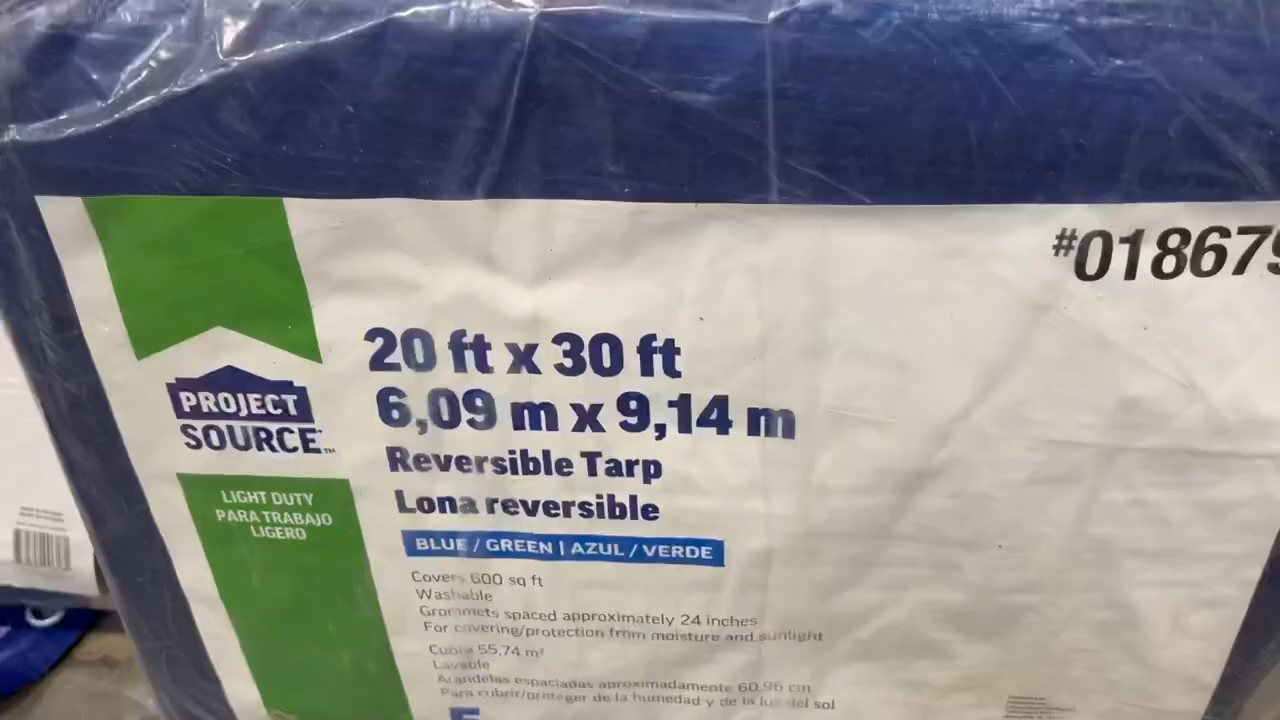 #018679
20 ft x 30 ft
6,09 m x 9,14 m
Reversible Tarp
Lona reversible
BLUE / GREEN | AZUL / VERDE
PROJECT
SOURCE™
LIGHT DUTY
PARA TRABAJO
LIGERO
Covers 600 sq ft
Washable
Grommets spaced approximately 24 inches
For covering/protection from moisture and sunlight
Cubre 55,74 m²
Lavable
Arandelas espaciadas aproximadamente 60,96 cm
Para cubrir/proteger de la humedad y de la luz del sol